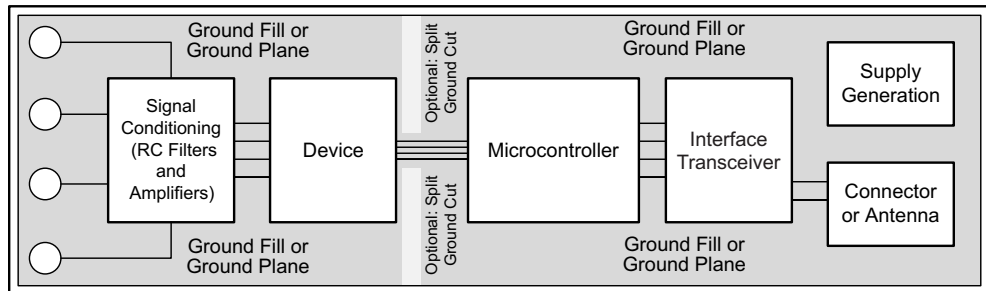 Ground Fill or
Ground Plane
Optional: Split
Ground Cut
Ground Fill or
Ground Plane
Signal
Conditioning
(RC Filters
and
Amplifiers)
Device
Microcontroller
Interface
Transceiver
Supply
Generation
Connector
or Antenna
Ground Fill or
Ground Plane
Optional: Split
Ground Cut
Ground Fill or
Ground Plane